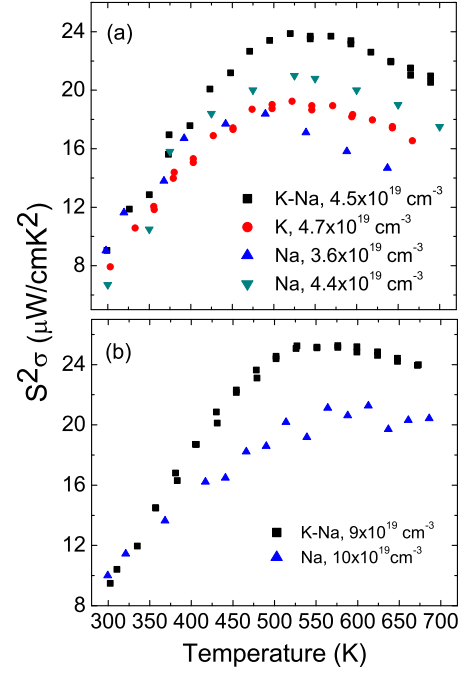 (a)
24
20
16
12
8
K-Na, 4.5x10^19 cm^-3
K, 4.7x10^19 cm^-3
Na, 3.6x10^19 cm^-3
Na, 4.4x10^19 cm^-3
S^2σ (μW/cmK^2)
(b)
24
20
16
12
8
K-Na, 9x10^19 cm^-3
Na, 10x10^19 cm^-3
300 350 400 450 500 550 600 650 700
Temperature (K)